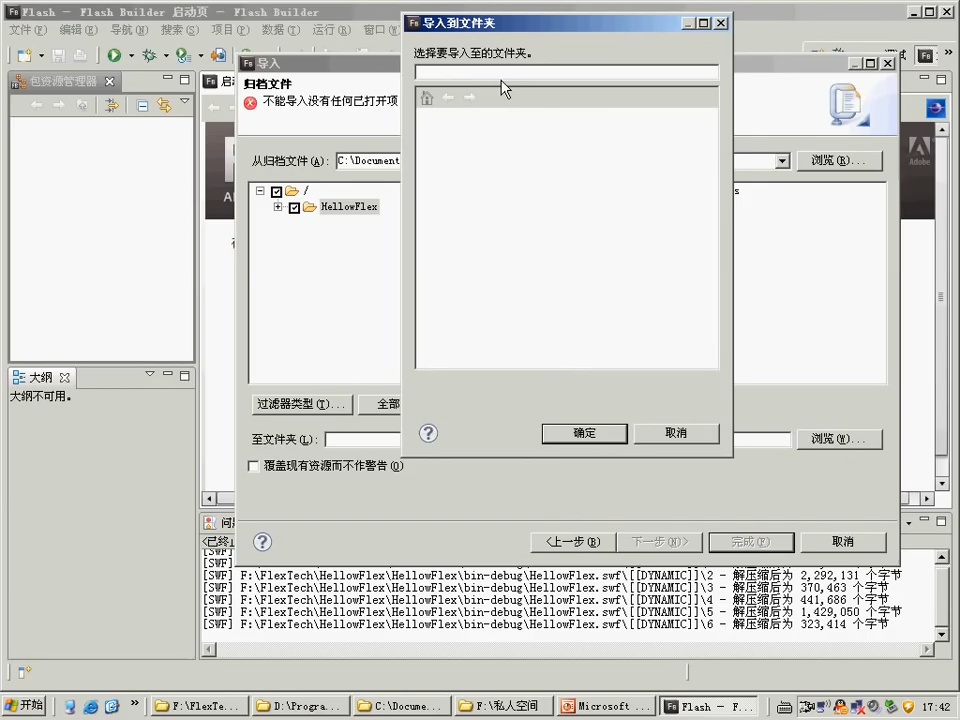 Flash － Flash Builder 启动页 － Flash Builder
文件(F) 编辑(E) 导航(N) 搜索(S) 项目(P) 数据(T) 运行(R) 窗口(W)
包资源管理器
启
导入
归档文件
不能导入没有任何已打开项
从归档文件(A):
C:\Document
浏览(R)...
/
HellowFlex
s
Adobe
过滤器类型(T)...
全部
至文件夹(L):
浏览(W)...
覆盖现有资源而不作警告(O)
<上一步(B)
下一步(N)>
完成(F)
取消
导入到文件夹
选择要导入至的文件夹。
确定
取消
大纲
大纲不可用。
问
<已终止
[SWF]
[SWF] F:\FlexTech\HellowFlex\HellowFlex\bin-debug\HellowFlex.swf\[[DYNAMIC]]\2 - 解压缩后为 2,292,131 个字节
[SWF] F:\FlexTech\HellowFlex\HellowFlex\bin-debug\HellowFlex.swf\[[DYNAMIC]]\3 - 解压缩后为 370,463 个字节
[SWF] F:\FlexTech\HellowFlex\HellowFlex\bin-debug\HellowFlex.swf\[[DYNAMIC]]\4 - 解压缩后为 441,686 个字节
[SWF] F:\FlexTech\HellowFlex\HellowFlex\bin-debug\HellowFlex.swf\[[DYNAMIC]]\5 - 解压缩后为 1,429,050 个字节
[SWF] F:\FlexTech\HellowFlex\HellowFlex\bin-debug\HellowFlex.swf\[[DYNAMIC]]\6 - 解压缩后为 323,414 个字节
开始
F:\FlexTe...
D:\Progra...
C:\Docume...
F:\私人空间
Microsoft ...
Flash － F...
17:42